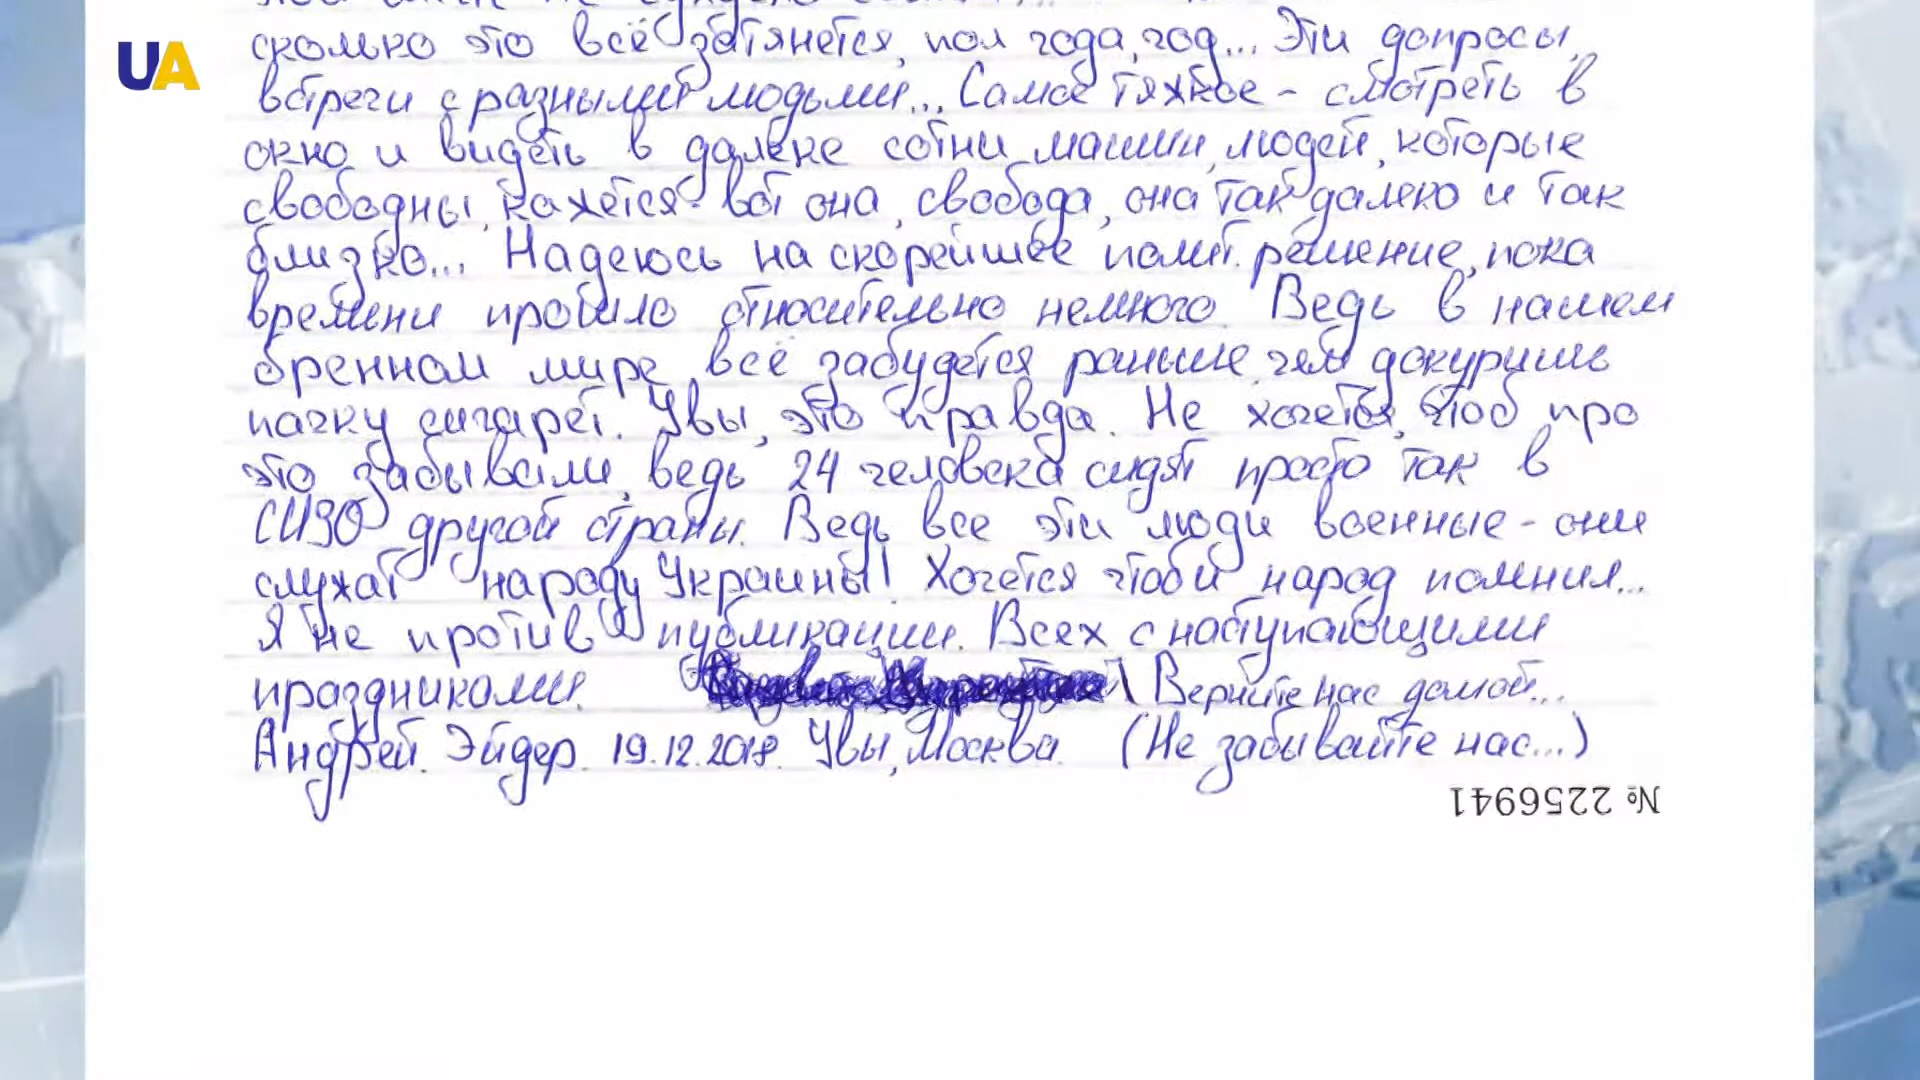 UA
сколько это всё затянется, пол года, год... Эти допросы,
встречи с разными людьми... Самое тяжкое - смотреть в
окно и видеть в далеке сотни машин, людей, которые
свободны, кажется вот она, свобода, она так далеко и так
близко... Надеюсь на скорейшее полит. решение, пока
времени прошло относительно немного. Ведь в нашем
бренном мире всё забудется раньше, чем докуришь
пачку сигарет. Увы, это правда. Не хочется, чтоб про
это забывали, ведь 24 человека сидят просто так в
СИЗО другой страны. Ведь все эти люди военные - они
служат народу Украины! Хочется чтоб и народ помнил...
Я не против публикации. Всех с наступающими
праздниками. Верните нас домой...
Андрей Эйдер. 19.12.2018. Увы, Москва. (Не забывайте нас...)
№ 2256941